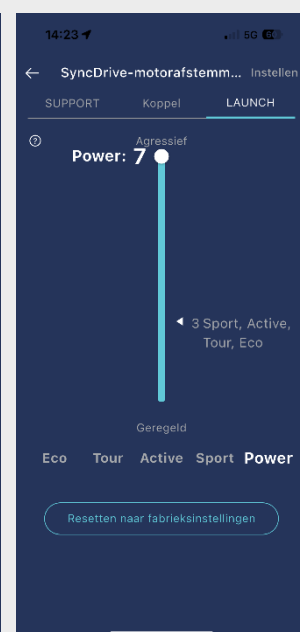 14:23
5G 60
SyncDrive-motorafstemm... Instellen
SUPPORT Koppel LAUNCH
Agressief
Power: 7
3 Sport, Active,
Tour, Eco
Geregeld
Eco Tour Active Sport Power
Resetten naar fabrieksinstellingen